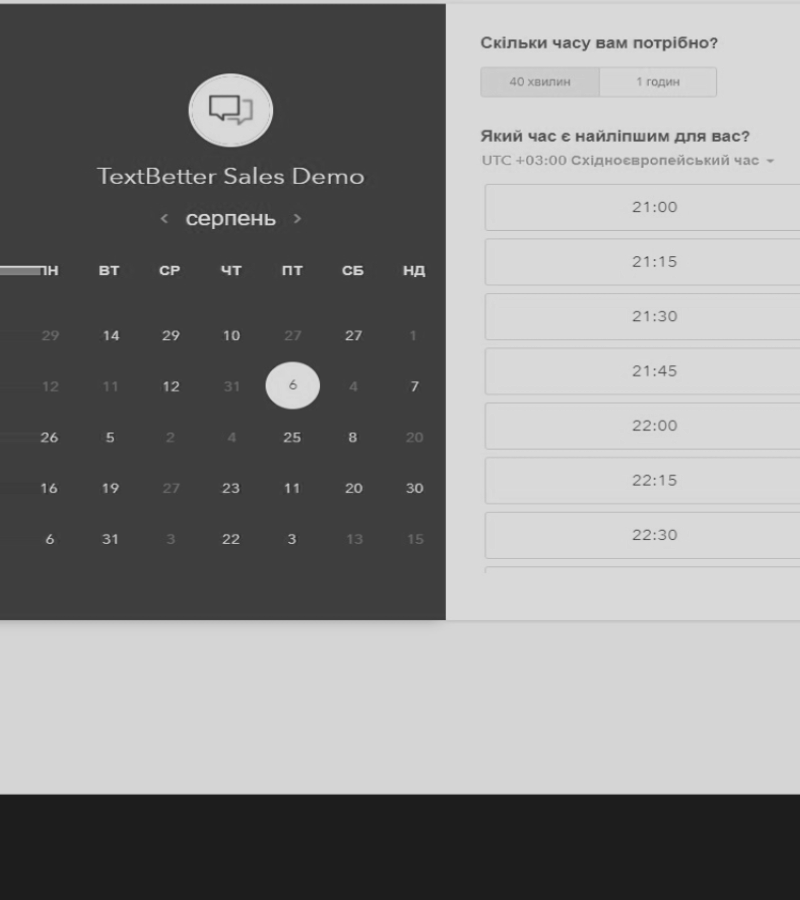 TextBetter Sales Demo
< серпень >
ПН ВТ СР ЧТ ПТ СБ НД
29 14 29 10 27 27 1
12 11 12 31 6 4 7
26 5 2 4 25 8 20
16 19 27 23 11 20 30
6 31 3 22 3 13 15
Скільки часу вам потрібно?
40 хвилин 1 годин
Який час є найліпшим для вас?
UTC +03:00 Східноєвропейський час
21:00
21:15
21:30
21:45
22:00
22:15
22:30